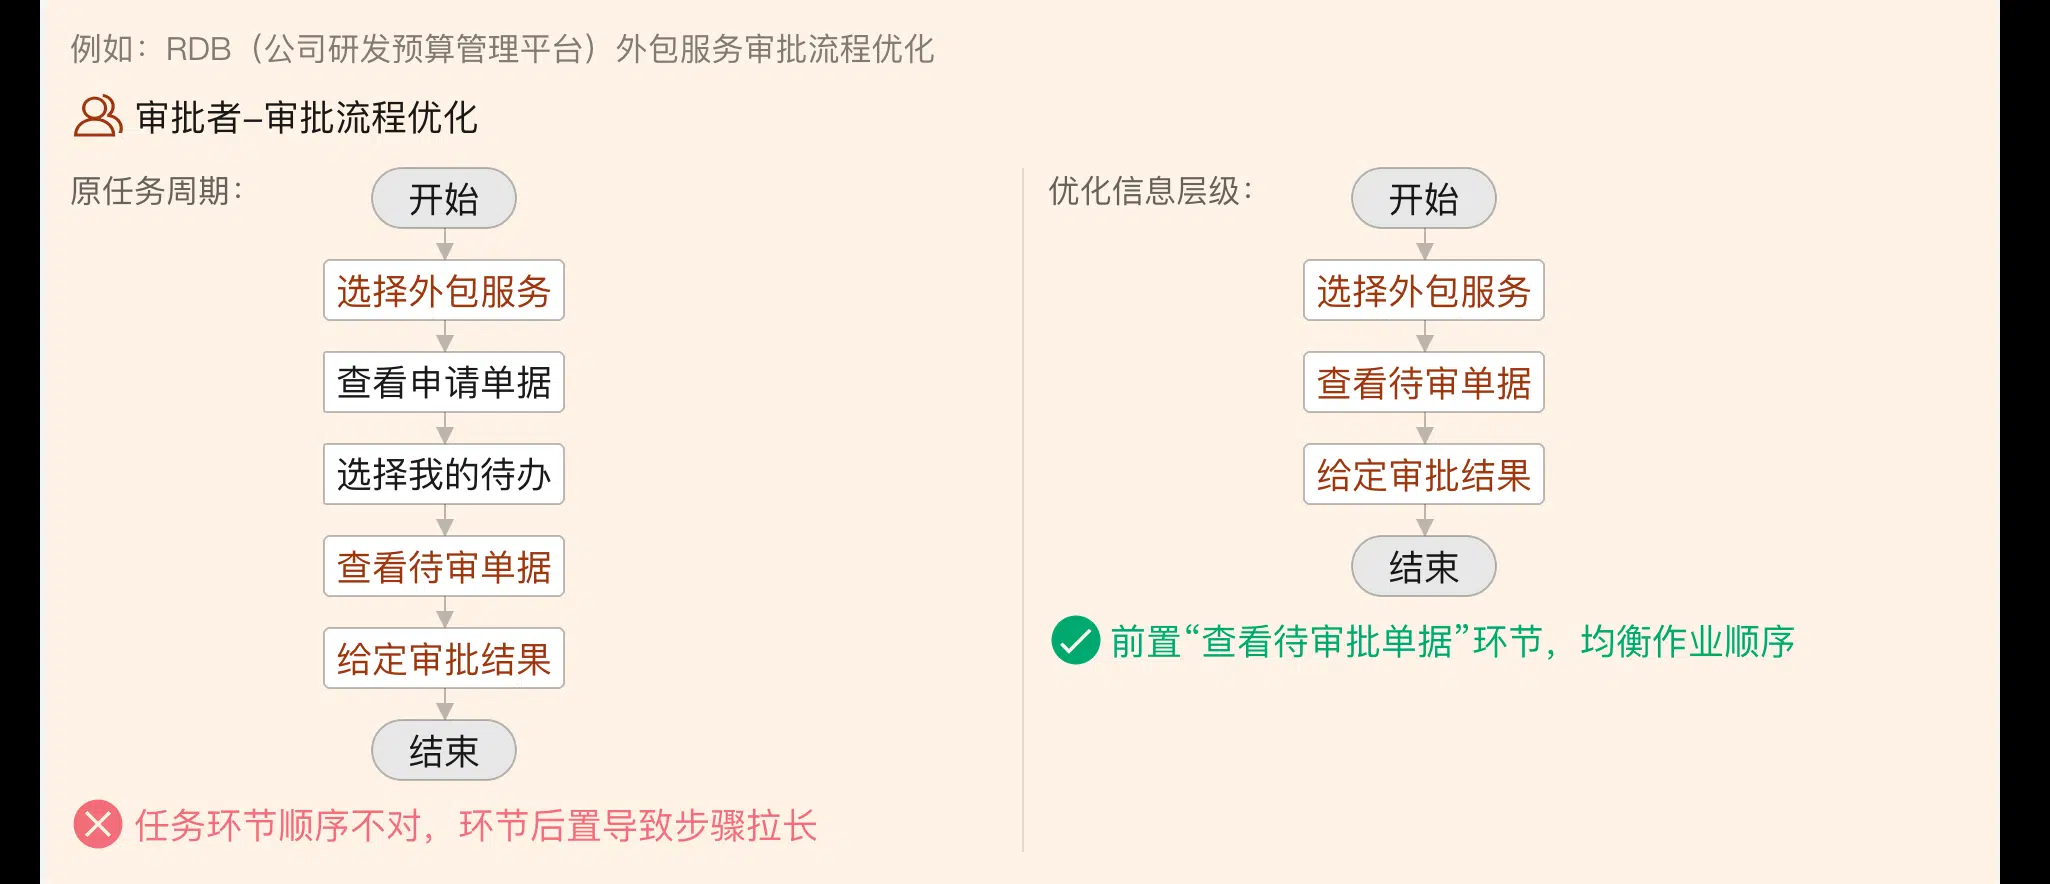 例如：RDB（公司研发预算管理平台）外包服务审批流程优化
审批者–审批流程优化
原任务周期：
开始
选择外包服务
查看申请单据
选择我的待办
查看待审单据
给定审批结果
结束
任务环节顺序不对，环节后置导致步骤拉长
优化信息层级：
开始
选择外包服务
查看待审单据
给定审批结果
结束
前置“查看待审批单据”环节，均衡作业顺序